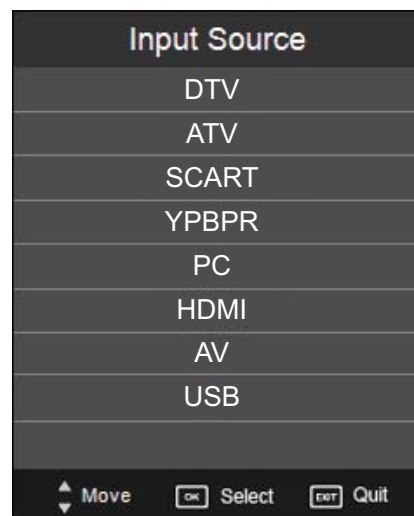 Input Source
DTV
ATV
SCART
YPBPR
PC
HDMI
AV
USB
Move OK Select EXIT Quit